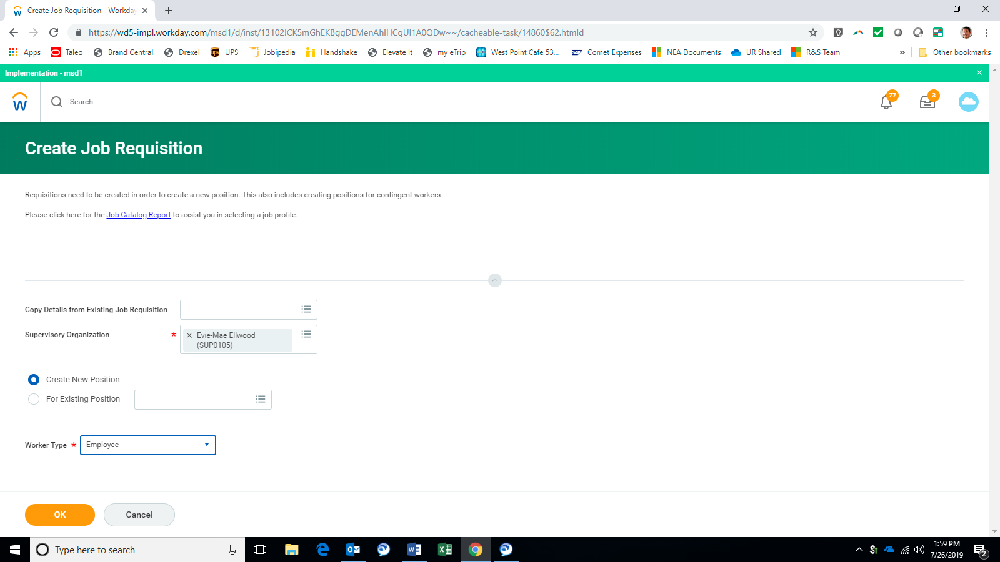 Create Job Requisition - Workda
https://wd5-impl.workday.com/msd1/d/inst/13102!CK5mGhEKBggDEMenAhIHCgUI1A0QDw~~/cacheable-task/14860$62.htmld
Apps Taleo Brand Central Drexel UPS Jobipedia Handshake Elevate It my eTrip West Point Cafe 53... Comet Expenses NEA Documents UR Shared R&S Team » Other bookmarks
Implementation - msd1
Search 77 3
Create Job Requisition
Requisitions need to be created in order to create a new position. This also includes creating positions for contingent workers.
Please click here for the Job Catalog Report to assist you in selecting a job profile.
Copy Details from Existing Job Requisition
Supervisory Organization * Evie-Mae Ellwood
(SUP0105)
Create New Position
For Existing Position
Worker Type * Employee
OK Cancel
Type here to search
1:59 PM
7/26/2019
2